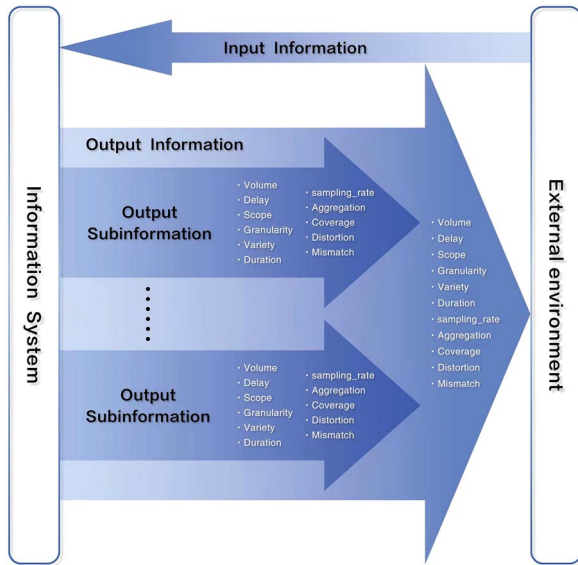 Input Information
Information System
Output Information
Output
Subinformation
· Volume
· Delay
· Scope
· Granularity
· Variety
· Duration
· sampling_rate
· Aggregation
· Coverage
· Distortion
· Mismatch
Output
Subinformation
· Volume
· Delay
· Scope
· Granularity
· Variety
· Duration
· sampling_rate
· Aggregation
· Coverage
· Distortion
· Mismatch
· Volume
· Delay
· Scope
· Granularity
· Variety
· Duration
· sampling_rate
· Aggregation
· Coverage
· Distortion
· Mismatch
External environment